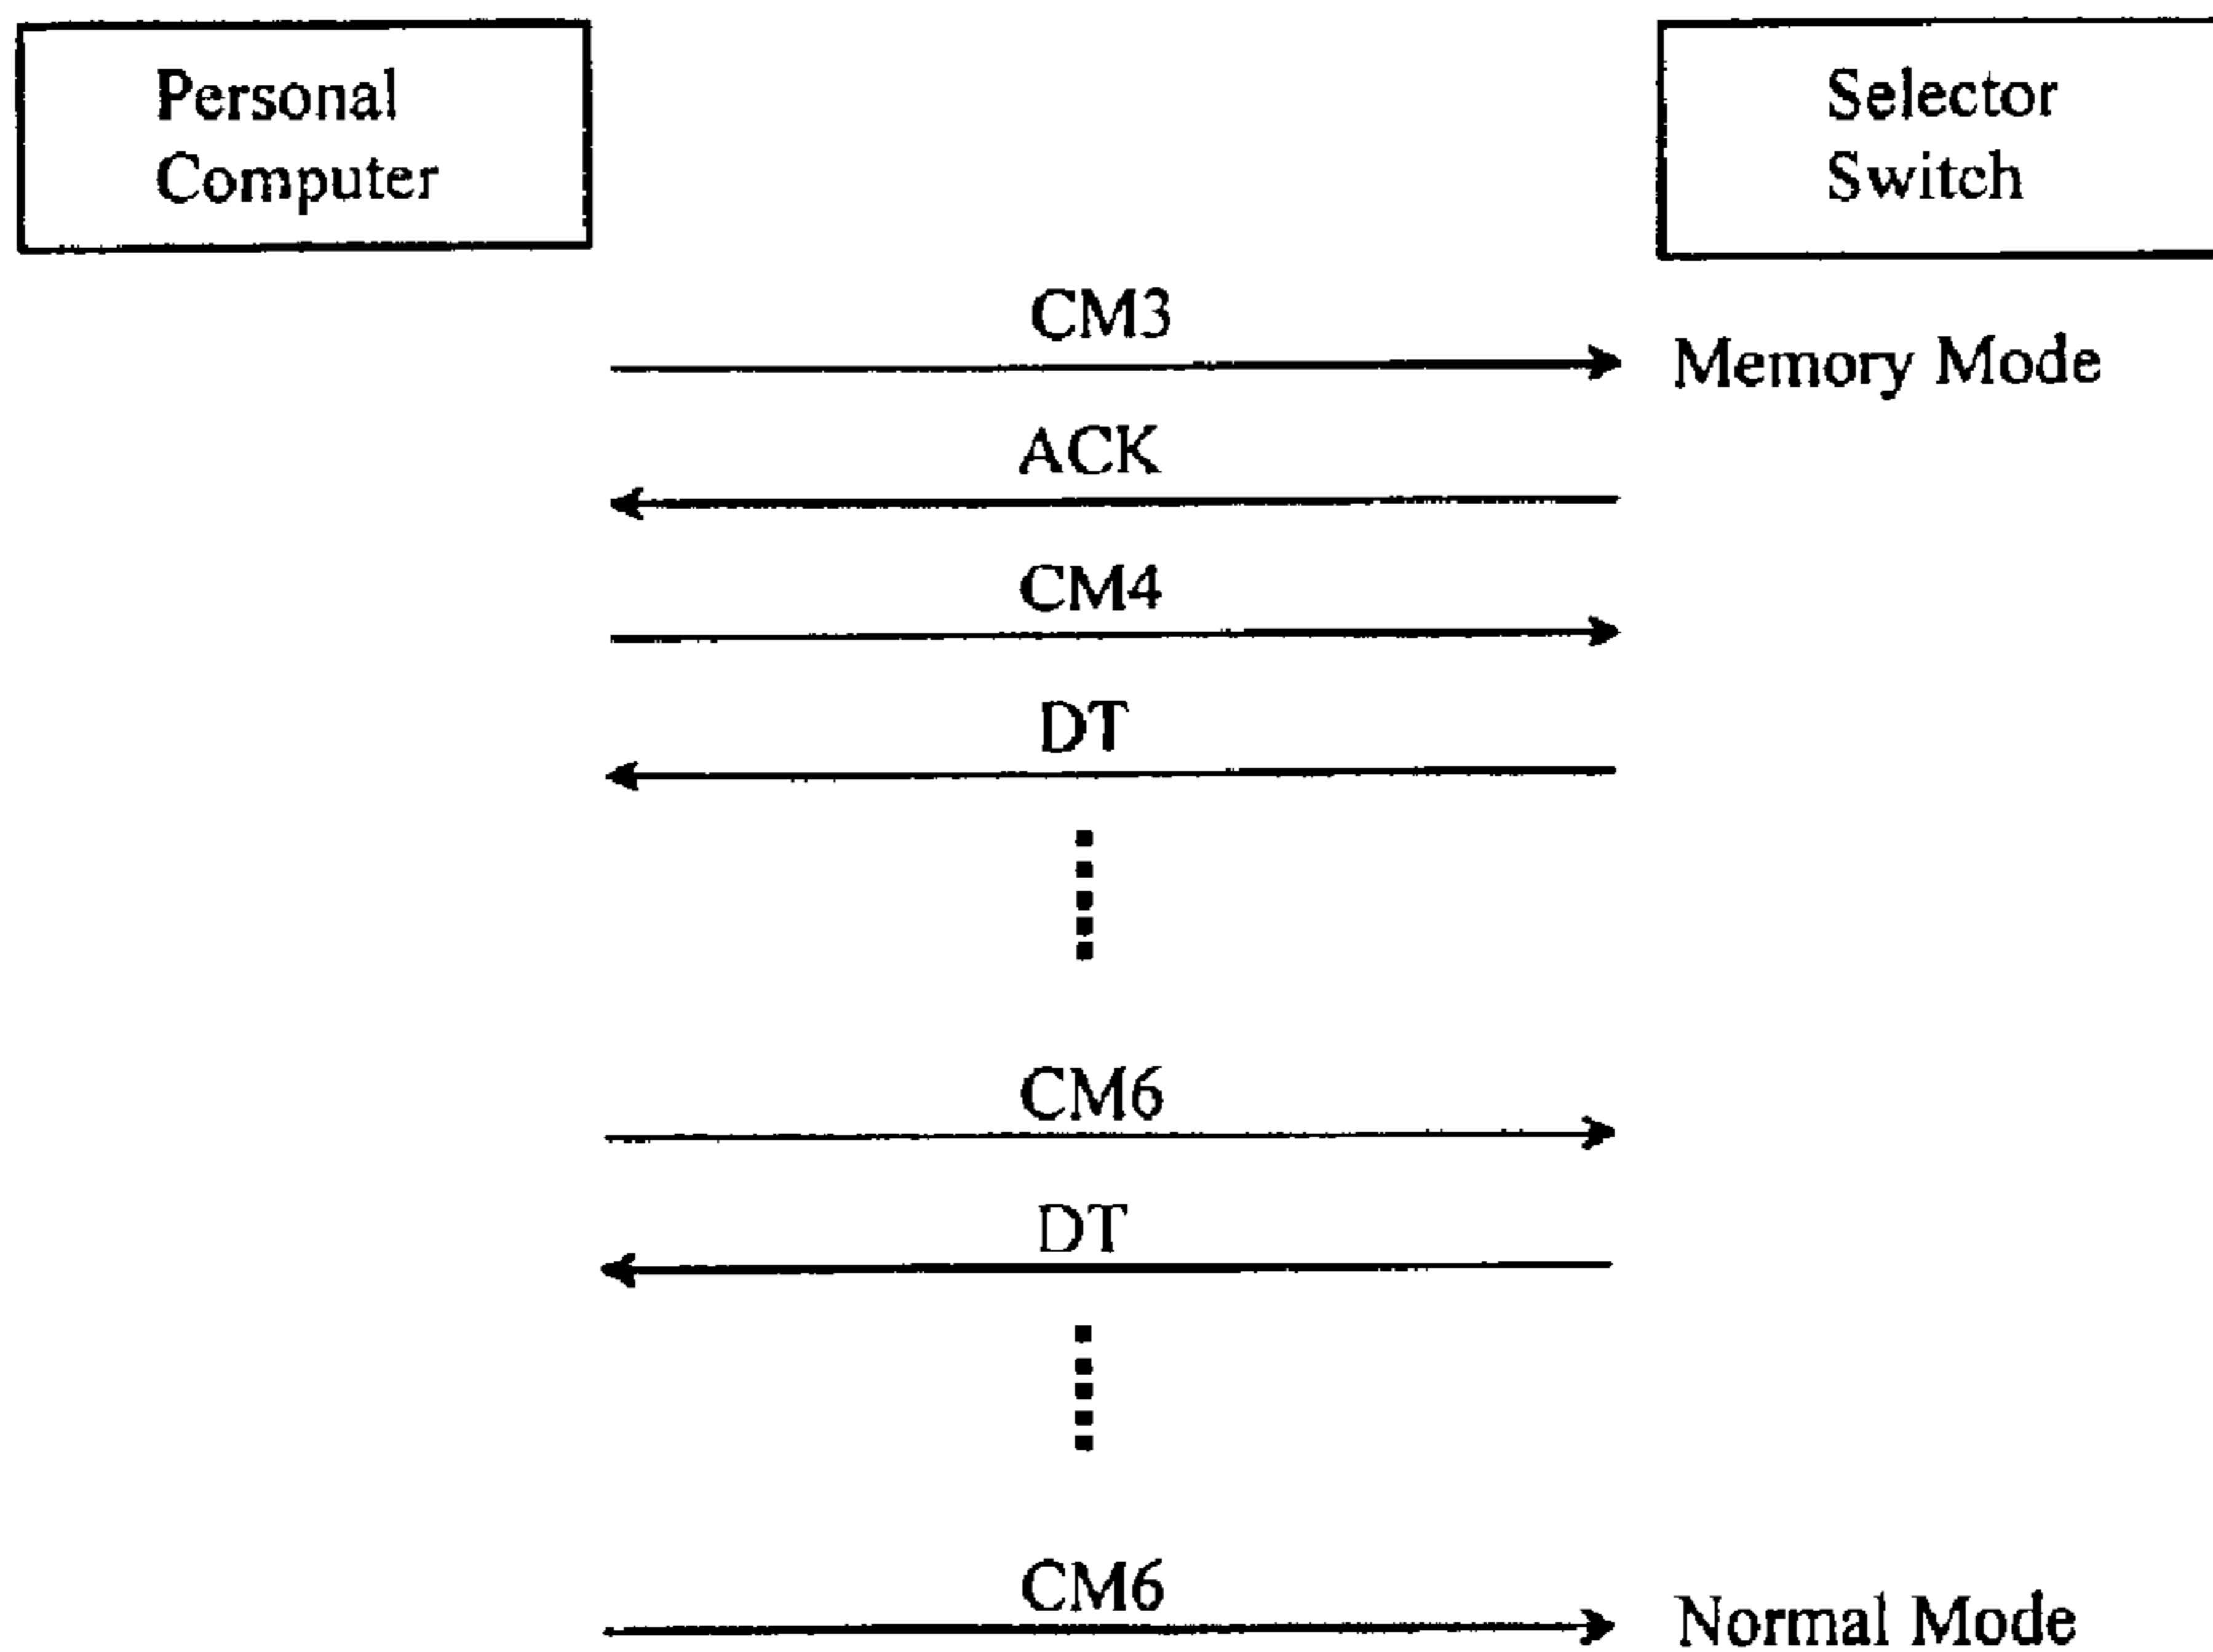 Personal
Computer
Selector
Switch
CM3
Memory Mode
ACK
CM4
DT
CM6
DT
CM6
Normal Mode